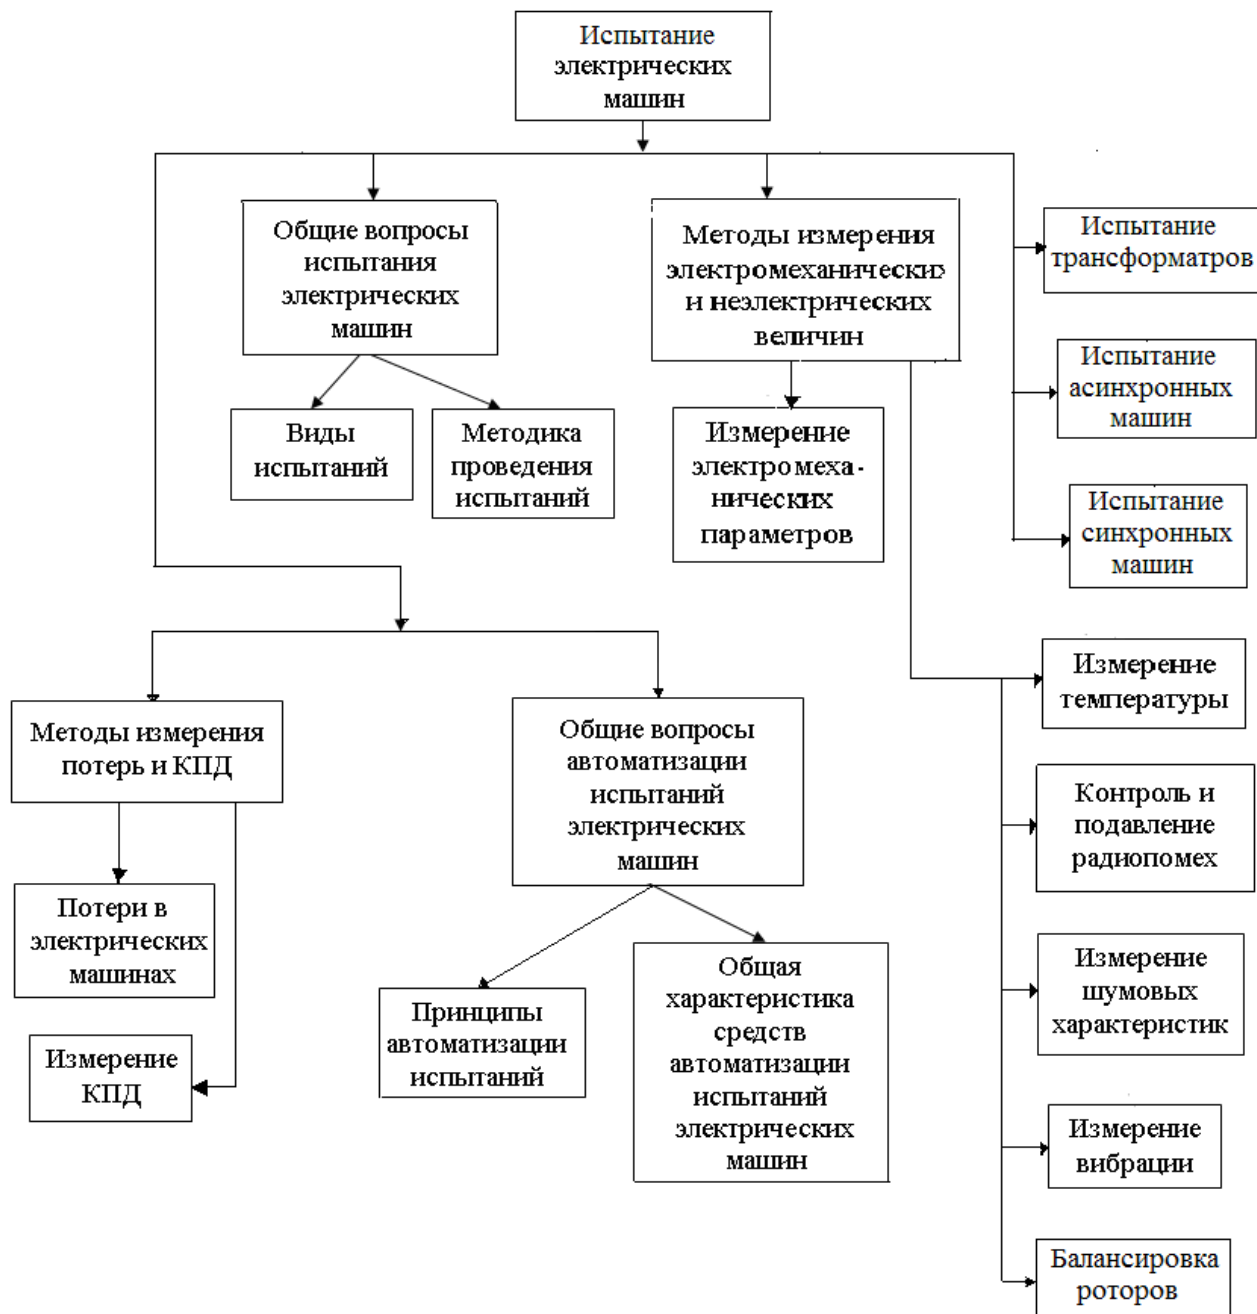 Испытание
электрических
машин
Общие вопросы
испытания
электрических
машин
Методы измерения
электромеханических
и неэлектрических
величин
Испытание
трансформатров
Испытание
асинхронных
машин
Испытание
синхронных
машин
Виды
испытаний
Методика
проведения
испытаний
Измерение
электромеха-
нических
параметров
Измерение
температуры
Контроль и
подавление
радиопомех
Измерение
шумовых
характеристик
Измерение
вибрации
Балансировка
роторов
Методы измерения
потерь и КПД
Общие вопросы
автоматизации
испытаний
электрических
машин
Потери в
электрических
машинах
Измерение
КПД
Принципы
автоматизации
испытаний
Общая
характеристика
средств
автоматизации
испытаний
электрических
машин